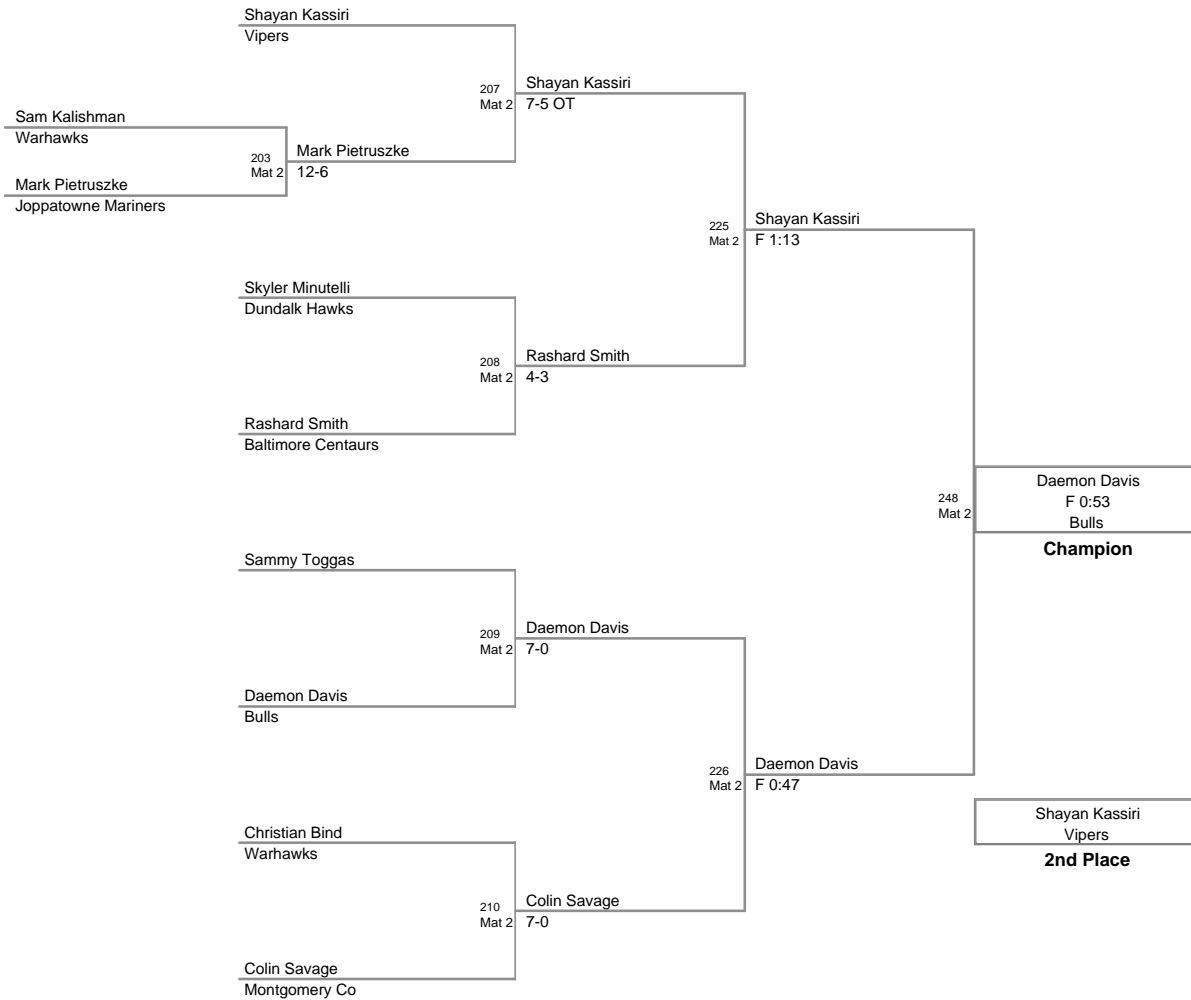 Shayan Kassiri
Vipers
207
Mat 2
Shayan Kassiri
7-5 OT
Sam Kalishman
Warhawks
203
Mat 2
Mark Pietruszke
12-6
Mark Pietruszke
Joppatowne Mariners
225
Mat 2
Shayan Kassiri
F 1:13
Skyler Minutelli
Dundalk Hawks
208
Mat 2
Rashard Smith
4-3
Rashard Smith
Baltimore Centaurs
248
Mat 2
Daemon Davis
F 0:53
Bulls
Champion
Sammy Toggas
209
Mat 2
Daemon Davis
7-0
Daemon Davis
Bulls
226
Mat 2
Daemon Davis
F 0:47
Shayan Kassiri
Vipers
2nd Place
Christian Bind
Warhawks
210
Mat 2
Colin Savage
7-0
Colin Savage
Montgomery Co